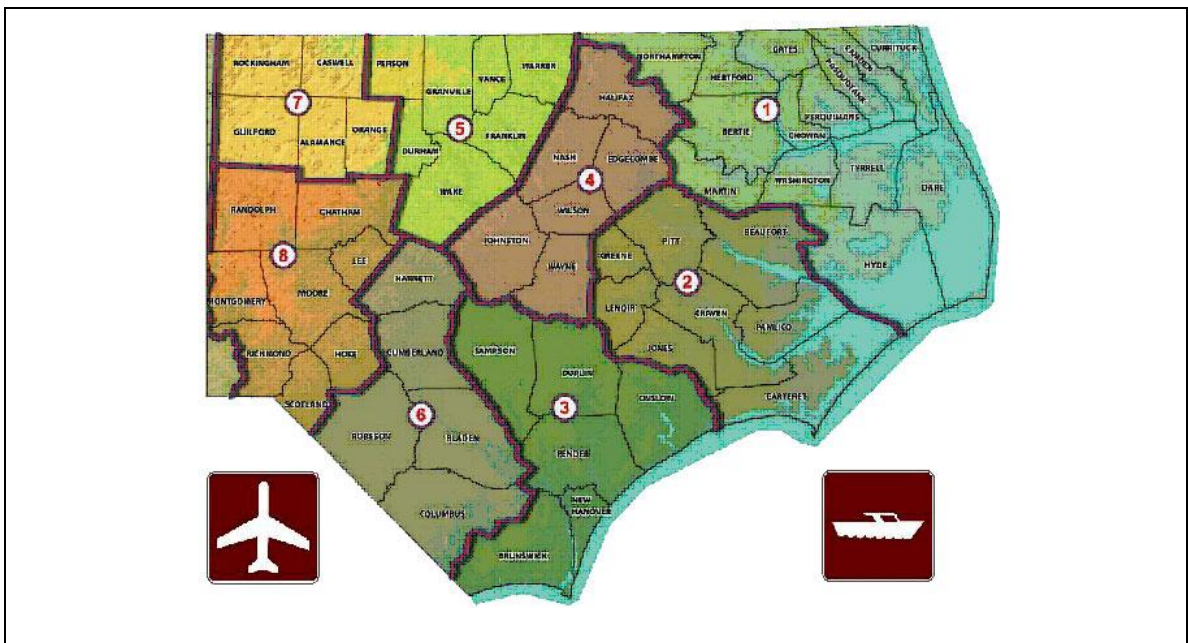 NORTHAMPTON
GATES
CURRITUCK
CAMDEN
PASQUOTANK
HERTFORD
PERQUIMANS
1
BERTIE
CHOWAN
WASHINGTON
TYRRELL
DARE
MARTIN
HYDE
ROCKINGHAM
CASWELL
7
GUILFORD
ALAMANCE
ORANGE
PERSON
GRANVILLE
VANCE
WARREN
5
FRANKLIN
DURHAM
WAKE
HALIFAX
NASH
EDGECOMBE
4
WILSON
JOHNSTON
WAYNE
RANDOLPH
CHATHAM
8
LEE
MOORE
MONTGOMERY
RICHMOND
HOKE
SCOTLAND
PITT
BEAUFORT
GREENE
2
LENOIR
CRAVEN
PAMLICO
JONES
CARTERET
HARNETT
CUMBERLAND
6
ROBESON
BLADEN
COLUMBUS
SAMPSON
DUPLIN
ONSLOW
3
PENDER
NEW
HANOVER
BRUNSWICK